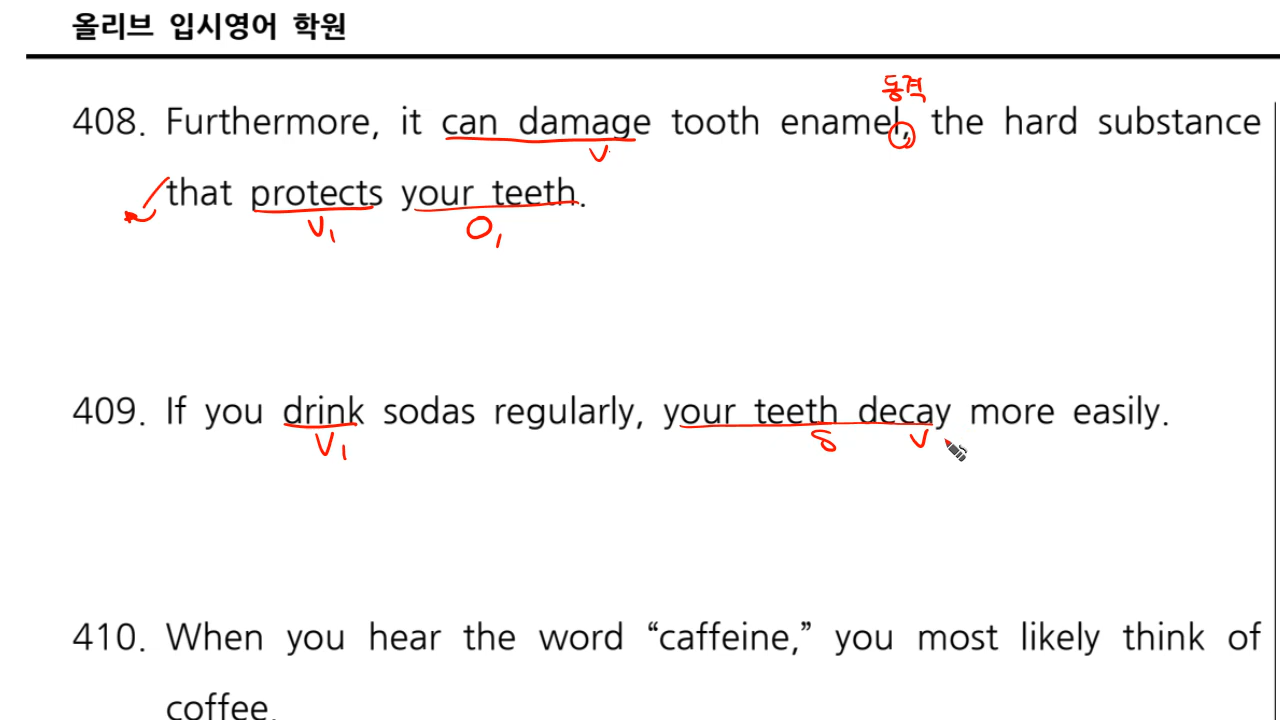 올리브 입시영어 학원
동격
408. Furthermore, it can damage tooth enamel, the hard substance
V
that protects your teeth.
V1 O1
409. If you drink sodas regularly, your teeth decay more easily.
V1 S V
410. When you hear the word “caffeine,” you most likely think of
coffee.